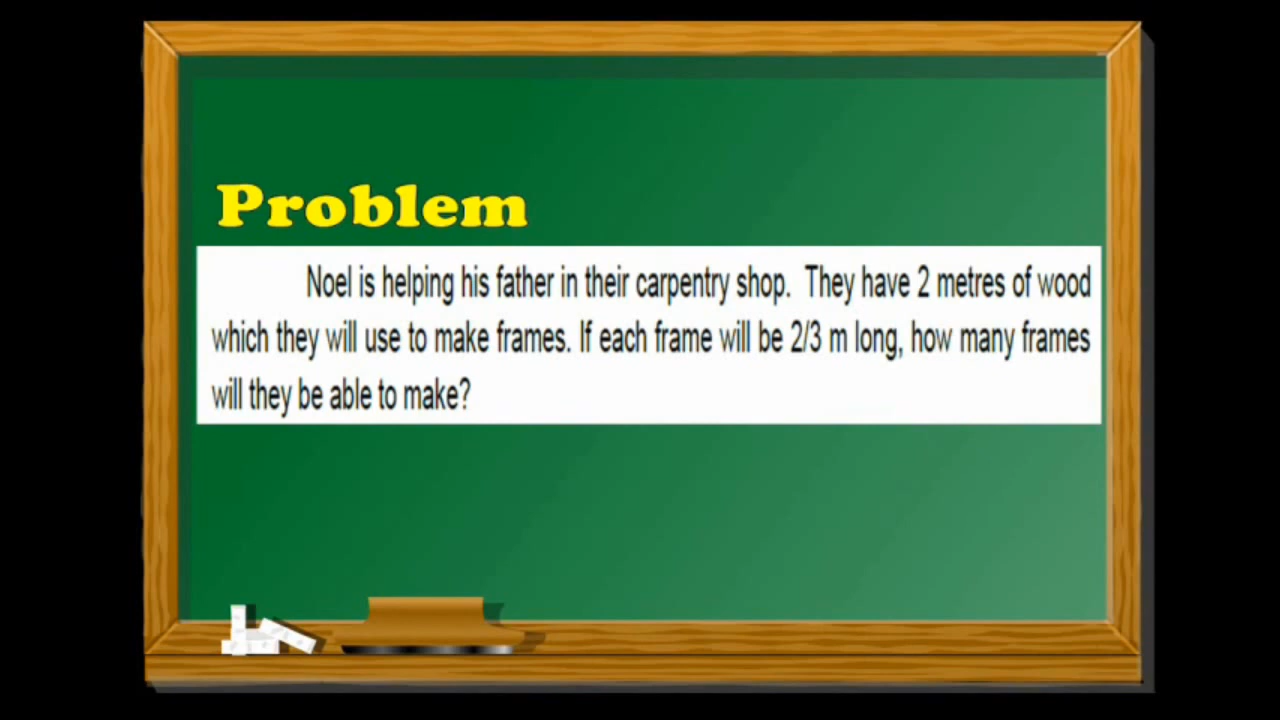 Problem
Noel is helping his father in their carpentry shop. They have 2 metres of wood
which they will use to make frames. If each frame will be 2/3 m long, how many frames
will they be able to make?